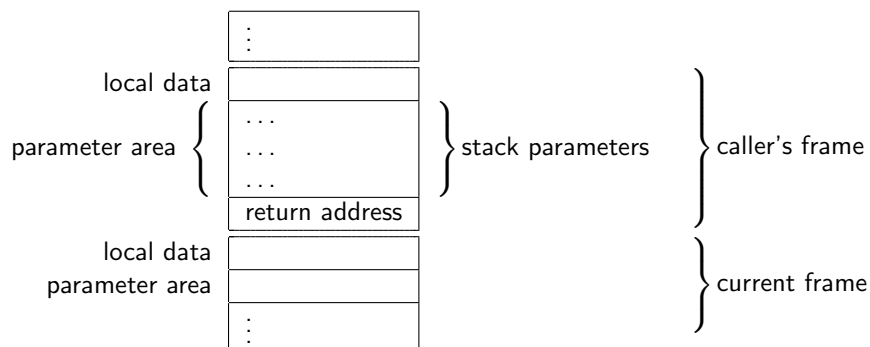 ⋮
local data
. . .
parameter area
. . .
stack parameters
caller's frame
. . .
return address
local data
parameter area
current frame
⋮